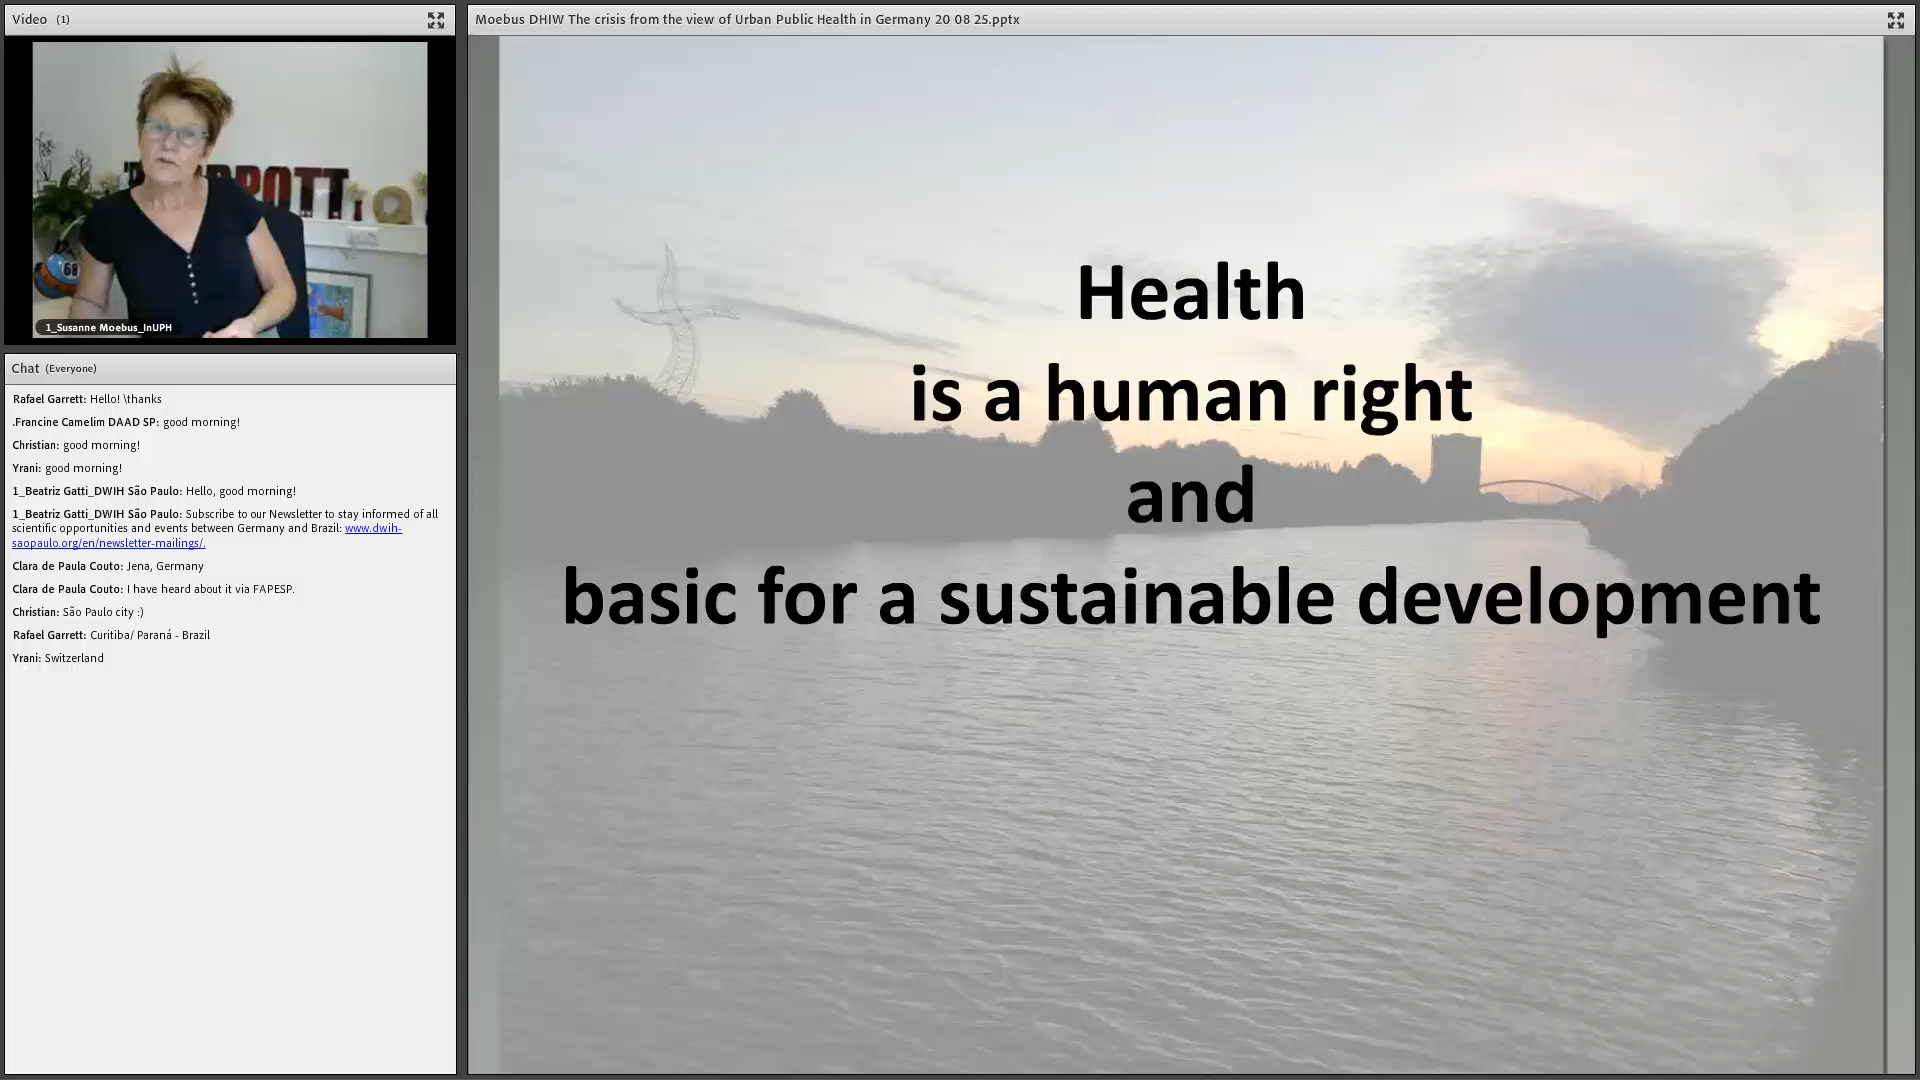 Video (1)
Moebus DHIW The crisis from the view of Urban Public Health in Germany 20 08 25.pptx
68
1_Susanne Moebus_InUPH
Chat (Everyone)
Rafael Garrett: Hello! \thanks
.Francine Camelim DAAD SP: good morning!
Christian: good morning!
Yrani: good morning!
1_Beatriz Gatti_DWIH São Paulo: Hello, good morning!
1_Beatriz Gatti_DWIH São Paulo: Subscribe to our Newsletter to stay informed of all
scientific opportunities and events between Germany and Brazil: www.dwih-
saopaulo.org/en/newsletter-mailings/.
Clara de Paula Couto: Jena, Germany
Clara de Paula Couto: I have heard about it via FAPESP.
Christian: São Paulo city :)
Rafael Garrett: Curitiba/ Paraná - Brazil
Yrani: Switzerland
Health
is a human right
and
basic for a sustainable development